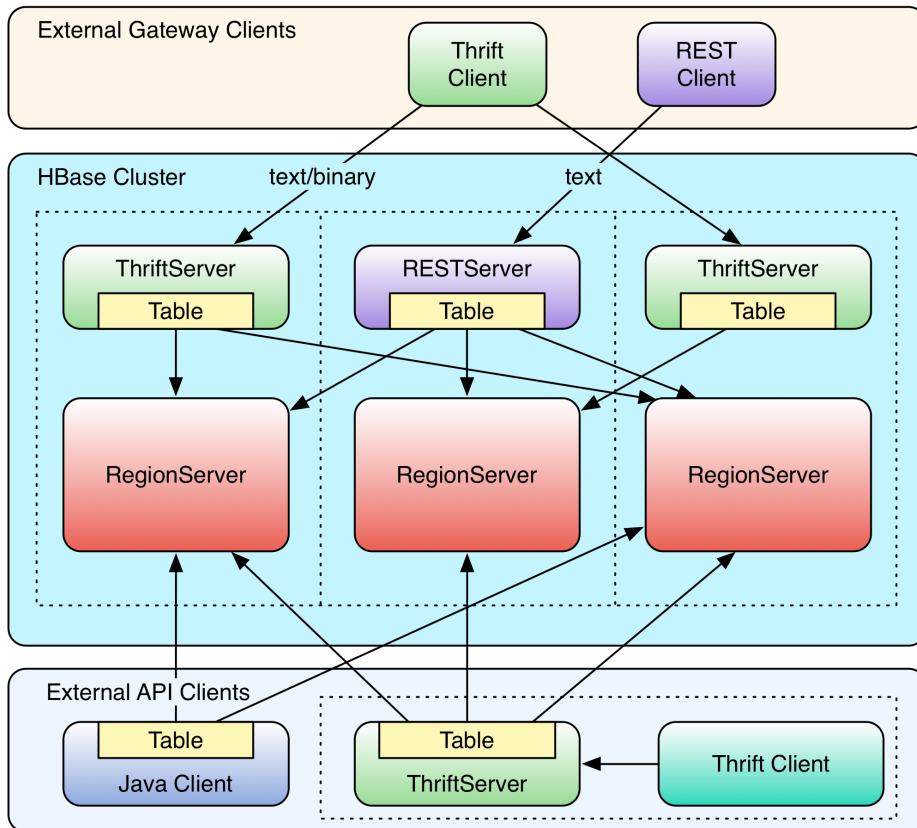 External Gateway Clients
Thrift
Client
REST
Client
HBase Cluster
text/binary
text
ThriftServer
Table
RESTServer
Table
ThriftServer
Table
RegionServer
RegionServer
RegionServer
External API Clients
Table
Java Client
Table
ThriftServer
Thrift Client